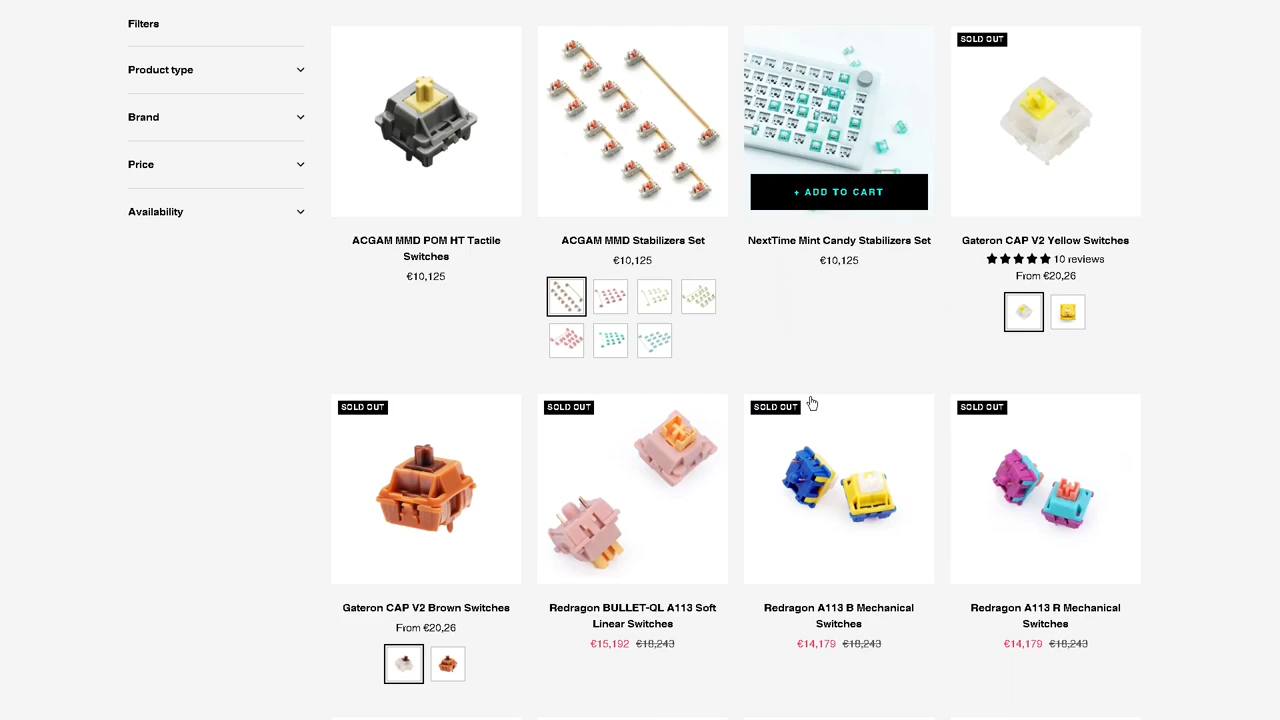 Filters
Product type
Brand
Price
Availability
SOLD OUT
+ ADD TO CART
ACGAM MMD POM HT Tactile
Switches
€10,125
ACGAM MMD Stabilizers Set
€10,125
NextTime Mint Candy Stabilizers Set
€10,125
Gateron CAP V2 Yellow Switches
10 reviews
From €20,26
SOLD OUT
SOLD OUT
SOLD OUT
SOLD OUT
Gateron CAP V2 Brown Switches
From €20,26
Redragon BULLET-QL A113 Soft
Linear Switches
€15,192 €18,243
Redragon A113 B Mechanical
Switches
€14,179 €18,243
Redragon A113 R Mechanical
Switches
€14,179 €18,243